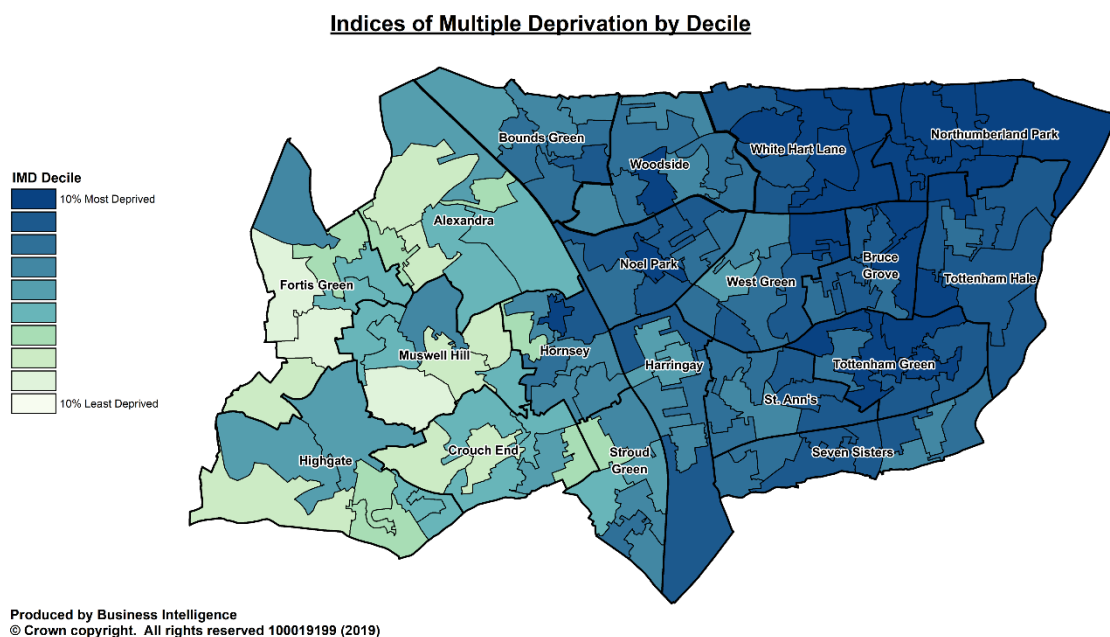 Indices of Multiple Deprivation by Decile
Bounds Green
Woodside
White Hart Lane
Northumberland Park
IMD Decile
10% Most Deprived
Alexandra
Noel Park
West Green
Bruce
Grove
Tottenham Hale
Fortis Green
Muswell Hill
Hornsey
Harringay
Tottenham Green
St. Ann's
10% Least Deprived
Highgate
Crouch End
Stroud
Green
Seven Sisters
Produced by Business Intelligence
© Crown copyright. All rights reserved 100019199 (2019)